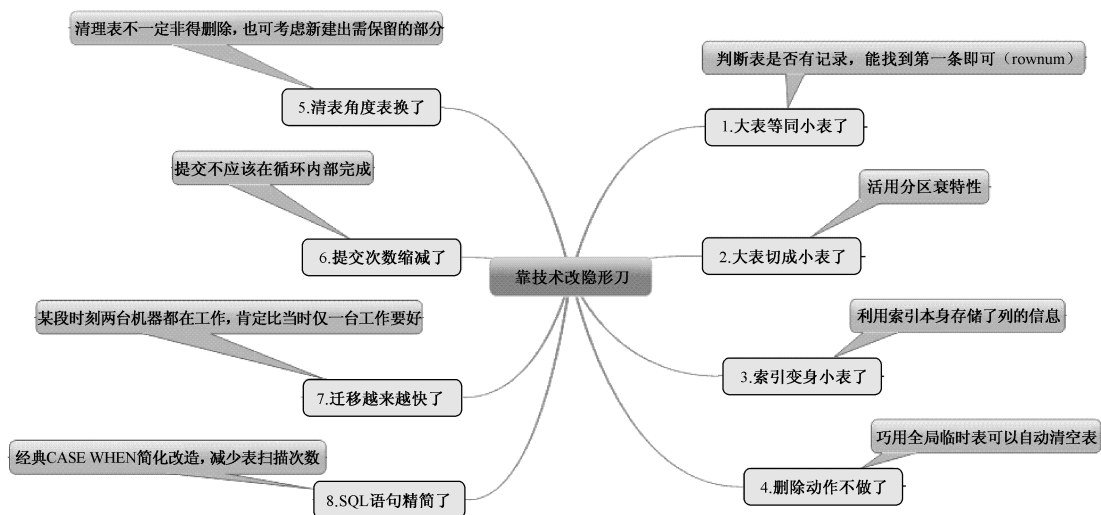 靠技术改隐形刀
判断表是否有记录，能找到第一条即可（rownum）
1.大表等同小表了
活用分区衰特性
2.大表切成小表了
利用索引本身存储了列的信息
3.索引变身小表了
巧用全局临时表可以自动清空表
4.删除动作不做了
清理表不一定非得删除，也可考虑新建出需保留的部分
5.清表角度表换了
提交不应该在循环内部完成
6.提交次数缩减了
某段时刻两台机器都在工作，肯定比当时仅一台工作要好
7.迁移越来越快了
经典CASE WHEN简化改造，减少表扫描次数
8.SQL语句精简了